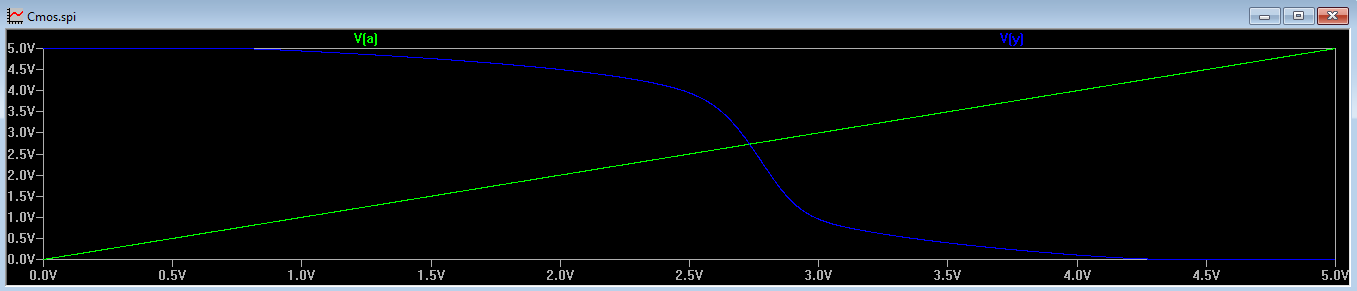 Cmos.spi
V(a) V(y)
5.0V
4.5V
4.0V
3.5V
3.0V
2.5V
2.0V
1.5V
1.0V
0.5V
0.0V
0.0V 0.5V 1.0V 1.5V 2.0V 2.5V 3.0V 3.5V 4.0V 4.5V 5.0V